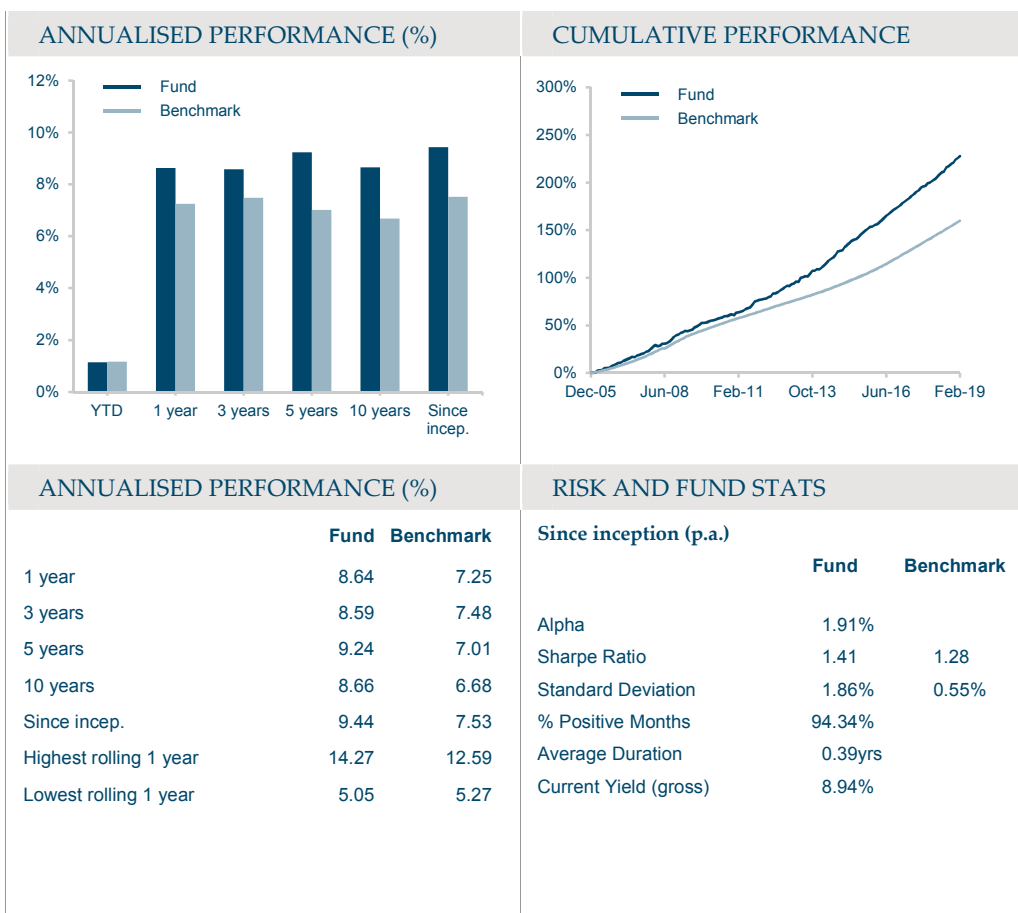 ANNUALISED PERFORMANCE (%)
12%
10%
8%
6%
4%
2%
0%
Fund
Benchmark
YTD 1 year 3 years 5 years 10 years Since
incep.
CUMULATIVE PERFORMANCE
300%
250%
200%
150%
100%
50%
0%
Fund
Benchmark
Dec-05 Jun-08 Feb-11 Oct-13 Jun-16 Feb-19
ANNUALISED PERFORMANCE (%)
Fund Benchmark
1 year 8.64 7.25
3 years 8.59 7.48
5 years 9.24 7.01
10 years 8.66 6.68
Since incep. 9.44 7.53
Highest rolling 1 year 14.27 12.59
Lowest rolling 1 year 5.05 5.27
RISK AND FUND STATS
Since inception (p.a.)
Fund Benchmark
Alpha 1.91%
Sharpe Ratio 1.41 1.28
Standard Deviation 1.86% 0.55%
% Positive Months 94.34%
Average Duration 0.39yrs
Current Yield (gross) 8.94%